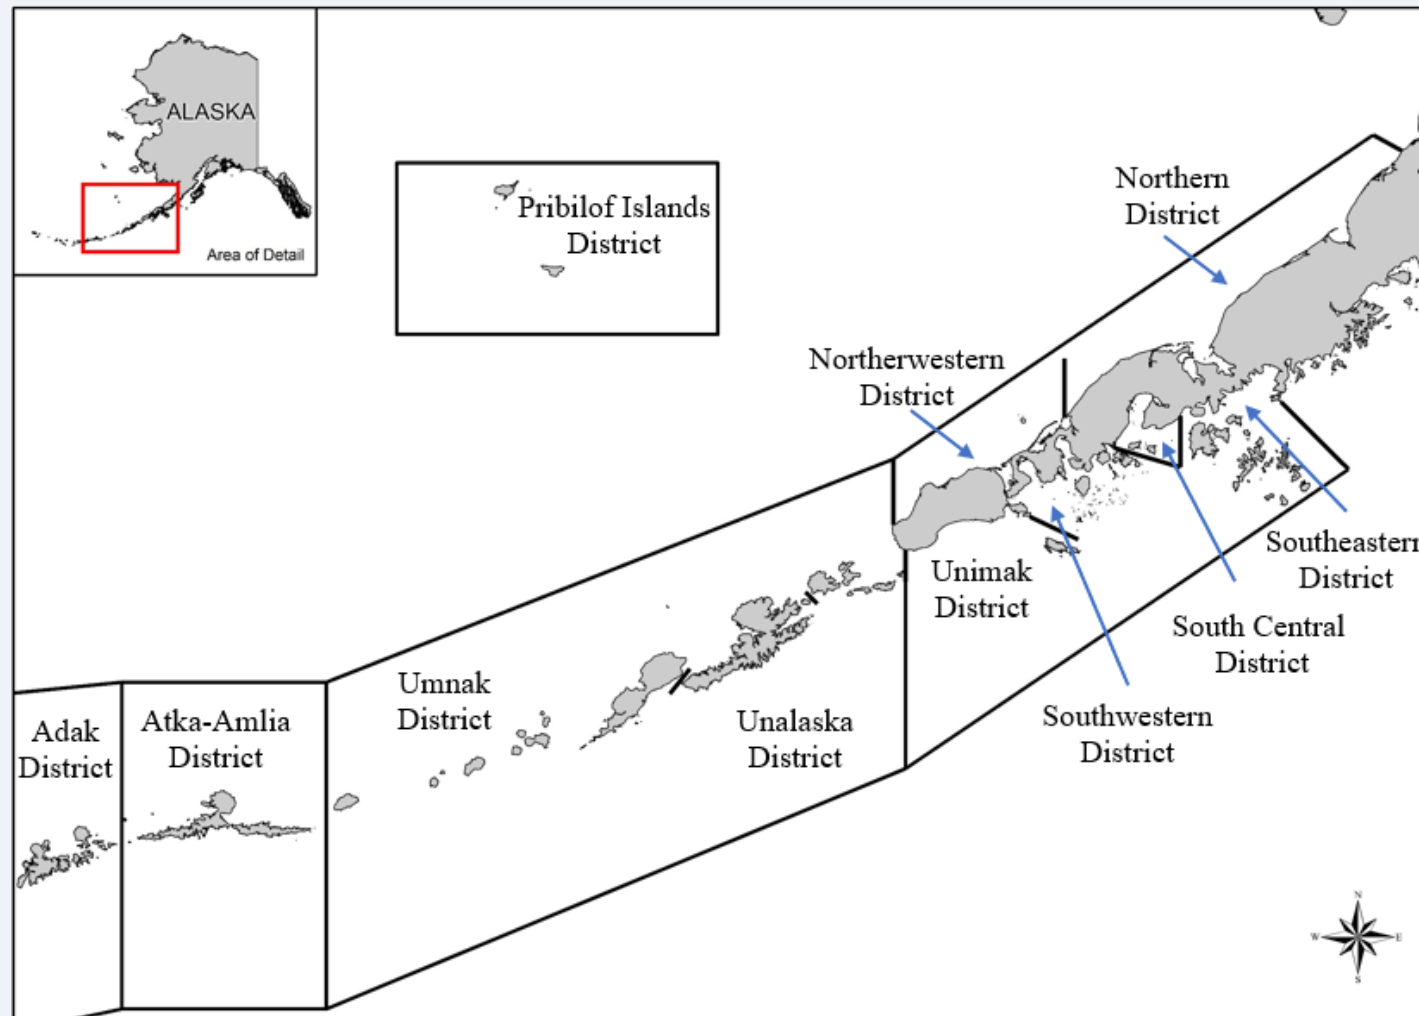 ALASKA
Area of Detail
Pribilof Islands
District
Northern
District
Northerwestern
District
Southeastern
District
Unimak
District
South Central
District
Southwestern
District
Umnak
District
Unalaska
District
Atka-Amlia
District
Adak
District
N
W
E
S